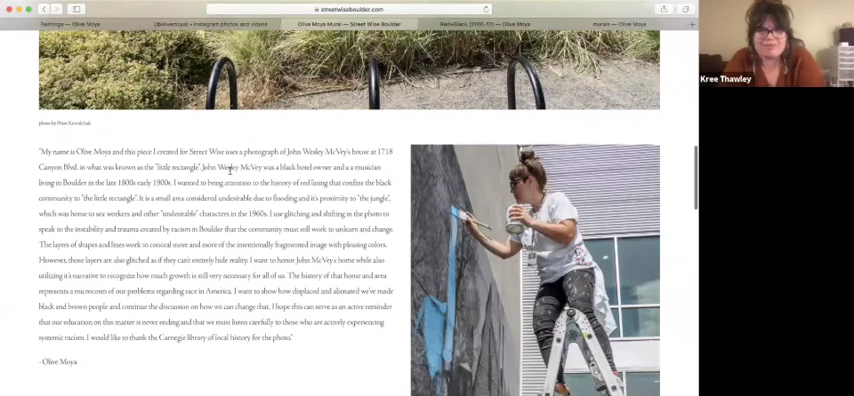 streetwiseboulder.com
Paintings — Olive Moya
(@olivemoya) • Instagram photos and videos
Olive Moya Mural — Street Wise Boulder
Red+Slack (2006-17) — Olive Moya
murals — Olive Moya
Kree Thawley
photo by Peter Kowalchuk
"My name is Olive Moya and this piece I created for Street Wise uses a photograph of John Wesley McVey's house at 1718
Canyon Blvd, in what was known as the "little rectangle". John Wesley McVey was a black hotel owner and a a musician
living in Boulder in the late 1800s early 1900s. I wanted to bring attention to the history of red lining that confine the black
community to "the little rectangle". It is a small area considered undesirable due to flooding and it's proximity to "the jungle",
which was home to sex workers and other "undesirable" characters in the 1960s. I use glitching and shifting in the photo to
speak to the instability and trauma created by racism in Boulder that the community must still work to unlearn and change.
The layers of shapes and lines work to conceal more and more of the intentionally fragmented image with pleasing colors.
However, those layers are also glitched as if they can't entirely hide reality. I want to honor John McVey's home while also
utilizing it's narrative to recognize how much growth is still very necessary for all of us. The history of that home and area
represents a microcosm of our problems regarding race in America. I want to show how displaced and alienated we've made
black and brown people and continue the discussion on how we can change that. I hope this can serve as an active reminder
that our education on this matter is never ending and that we must listen carefully to those who are actively experiencing
systemic racism. I would like to thank the Carnegie library of local history for the photo."
- Olive Moya